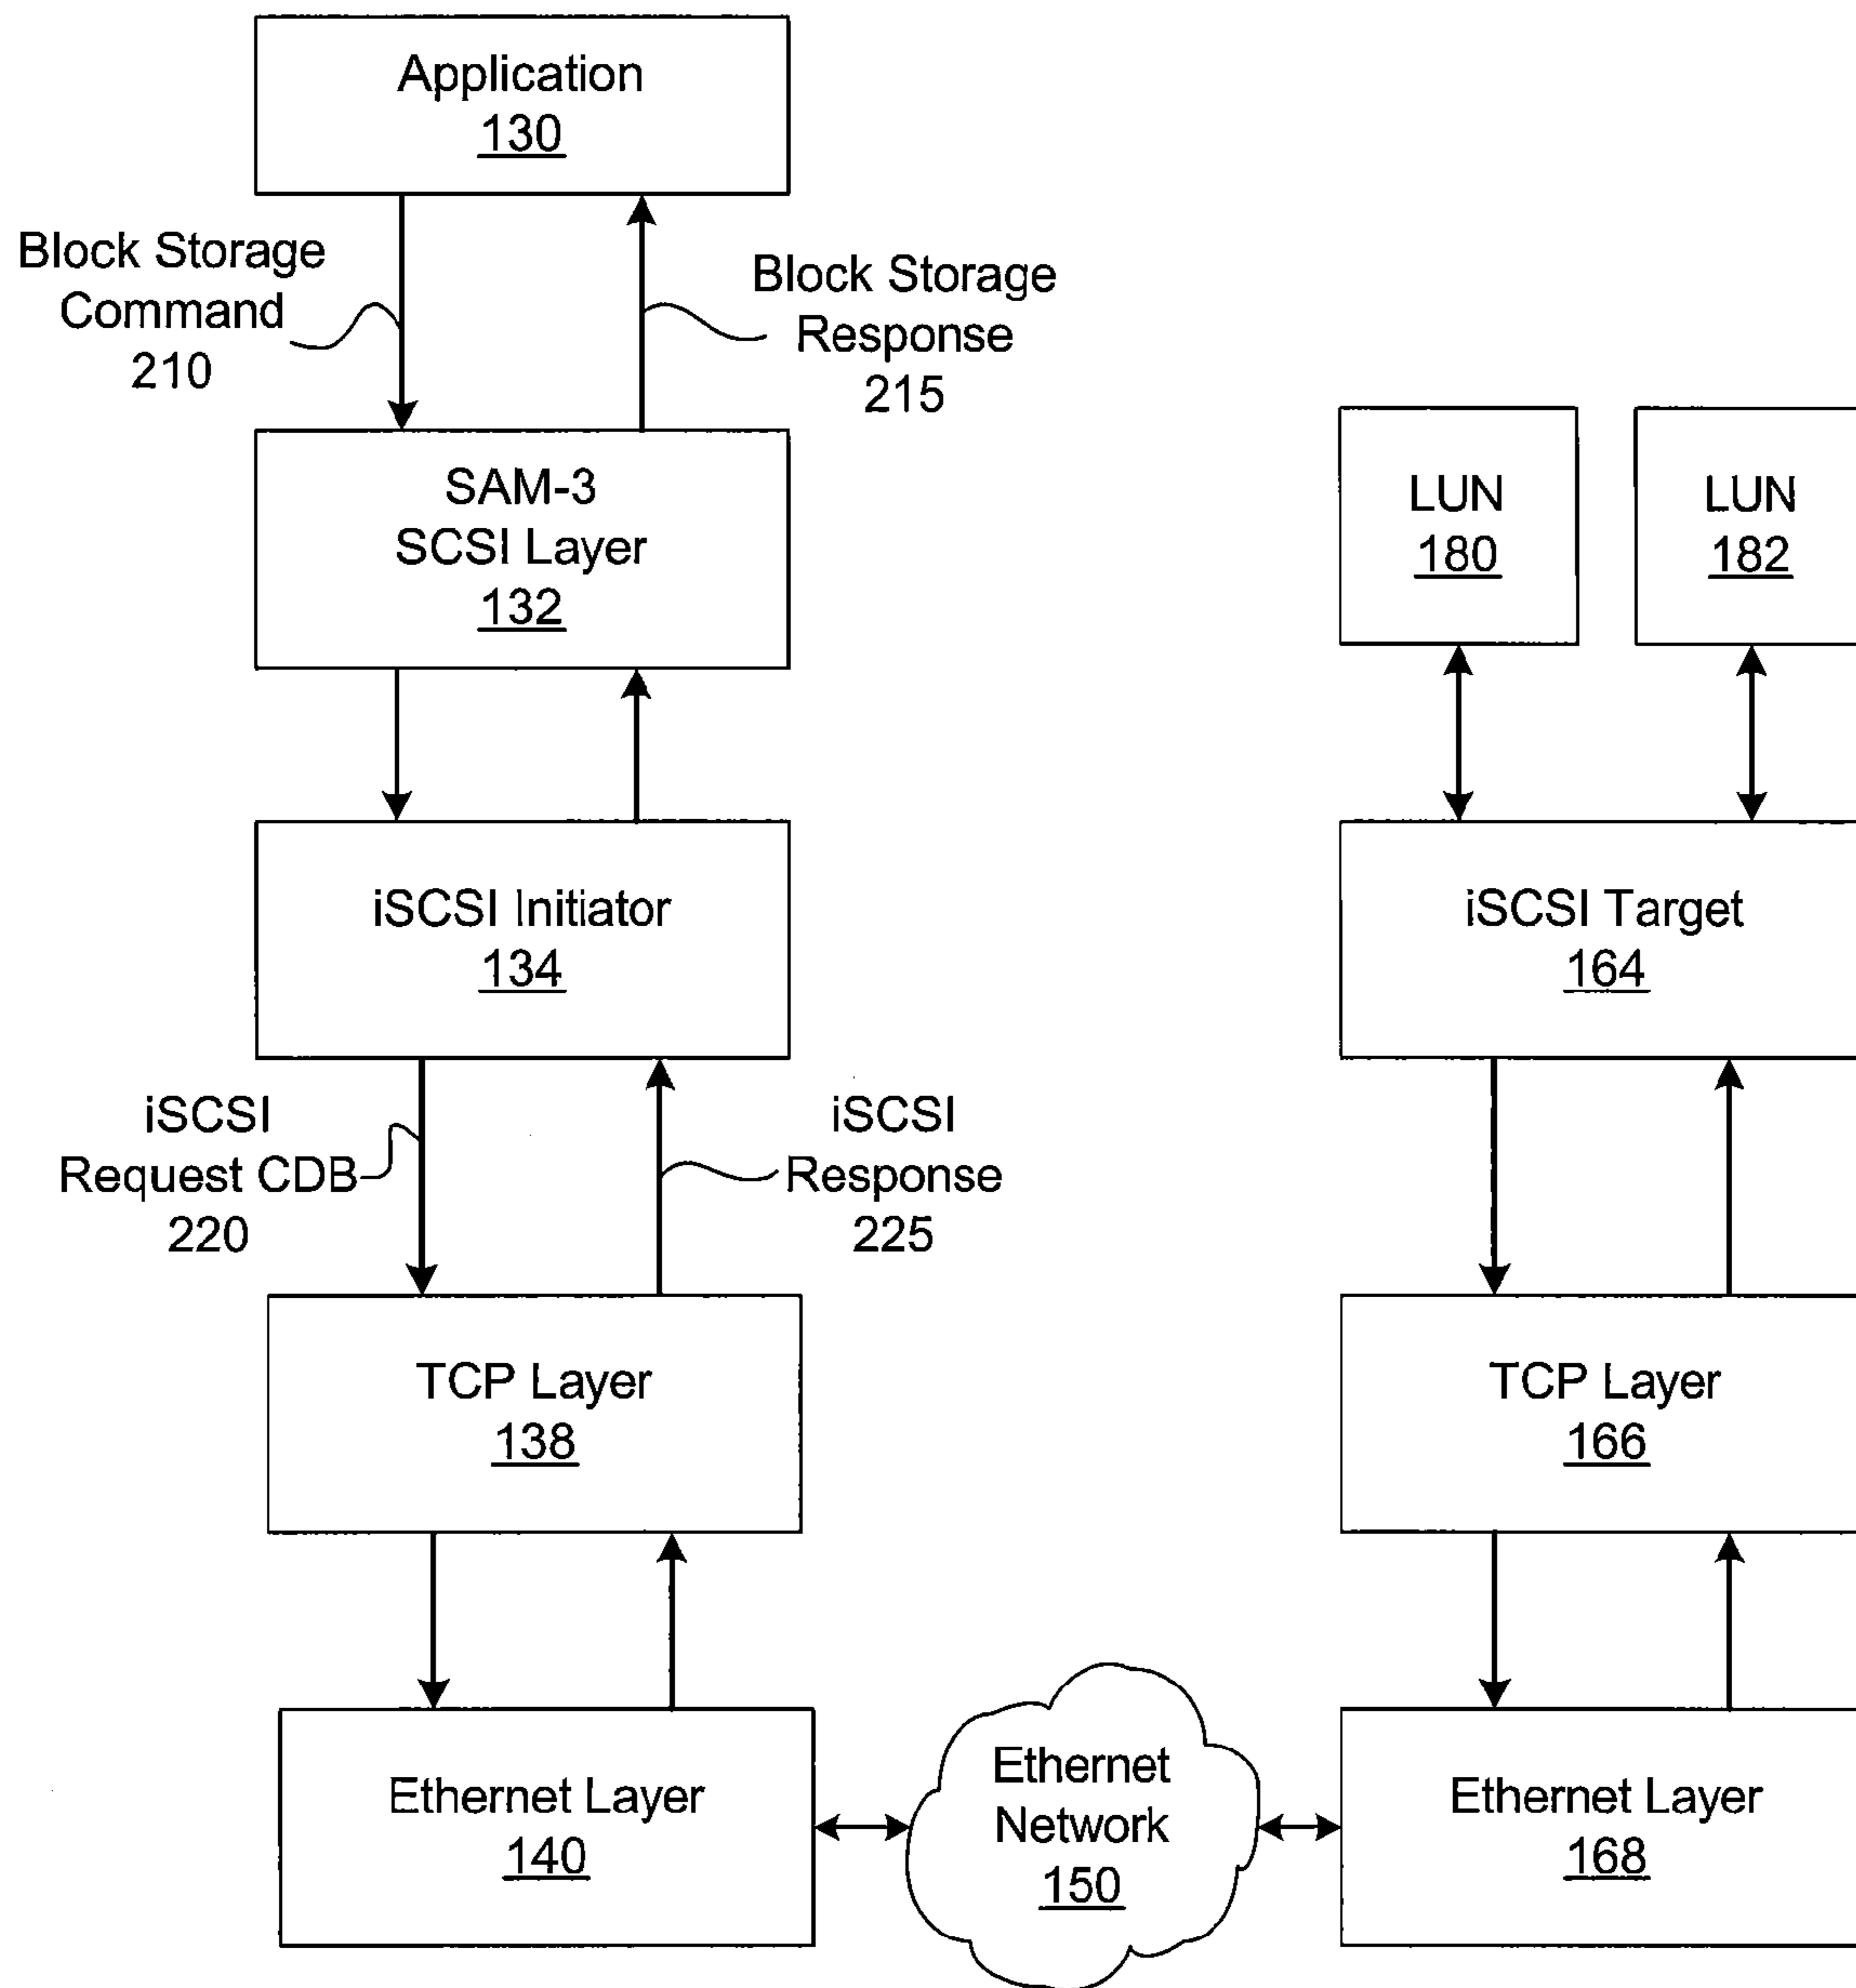 Application
130
Block Storage
Command
210
Block Storage
Response
215
SAM-3
SCSI Layer
132
LUN
180
LUN
182
iSCSI Initiator
134
iSCSI Target
164
iSCSI
Request CDB
220
iSCSI
Response
225
TCP Layer
138
TCP Layer
166
Ethernet Layer
140
Ethernet
Network
150
Ethernet Layer
168